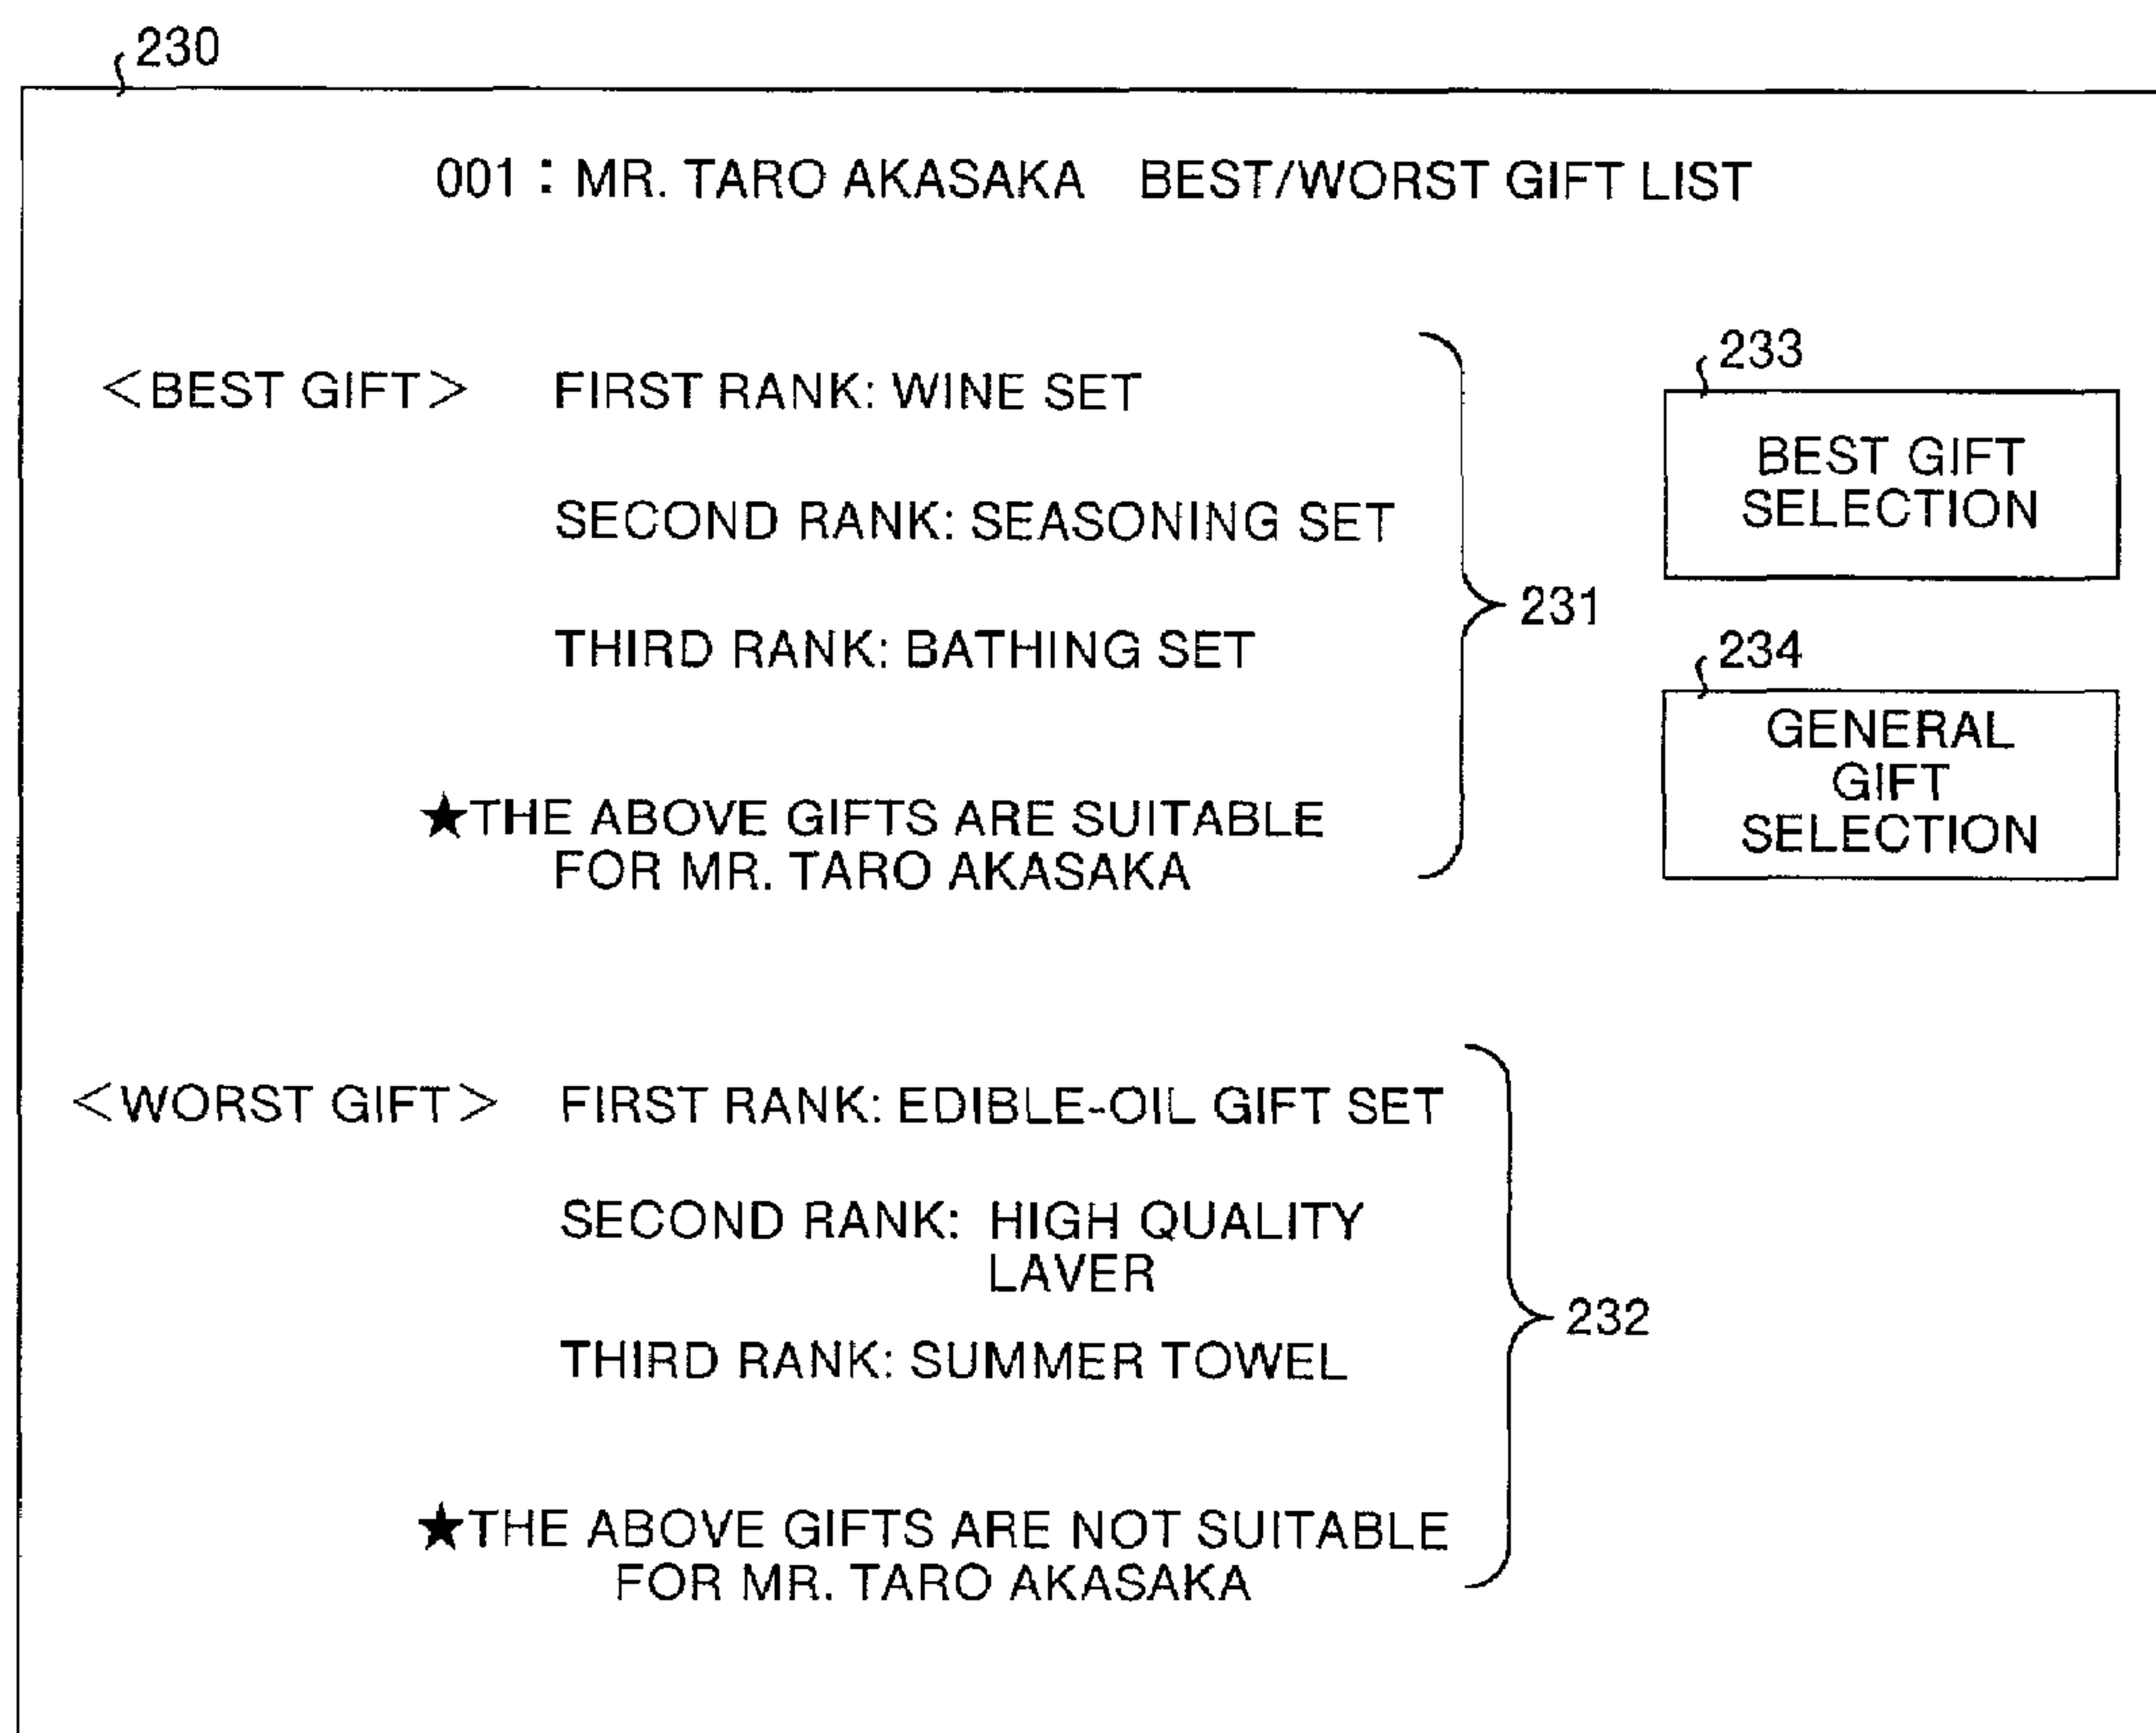 230
001 : MR. TARO AKASAKA BEST/WORST GIFT LIST
<BEST GIFT> FIRST RANK: WINE SET
SECOND RANK: SEASONING SET
THIRD RANK: BATHING SET
★THE ABOVE GIFTS ARE SUITABLE
FOR MR. TARO AKASAKA
231
233
BEST GIFT
SELECTION
234
GENERAL
GIFT
SELECTION
<WORST GIFT> FIRST RANK: EDIBLE-OIL GIFT SET
SECOND RANK: HIGH QUALITY
LAVER
THIRD RANK: SUMMER TOWEL
★THE ABOVE GIFTS ARE NOT SUITABLE
FOR MR. TARO AKASAKA
232